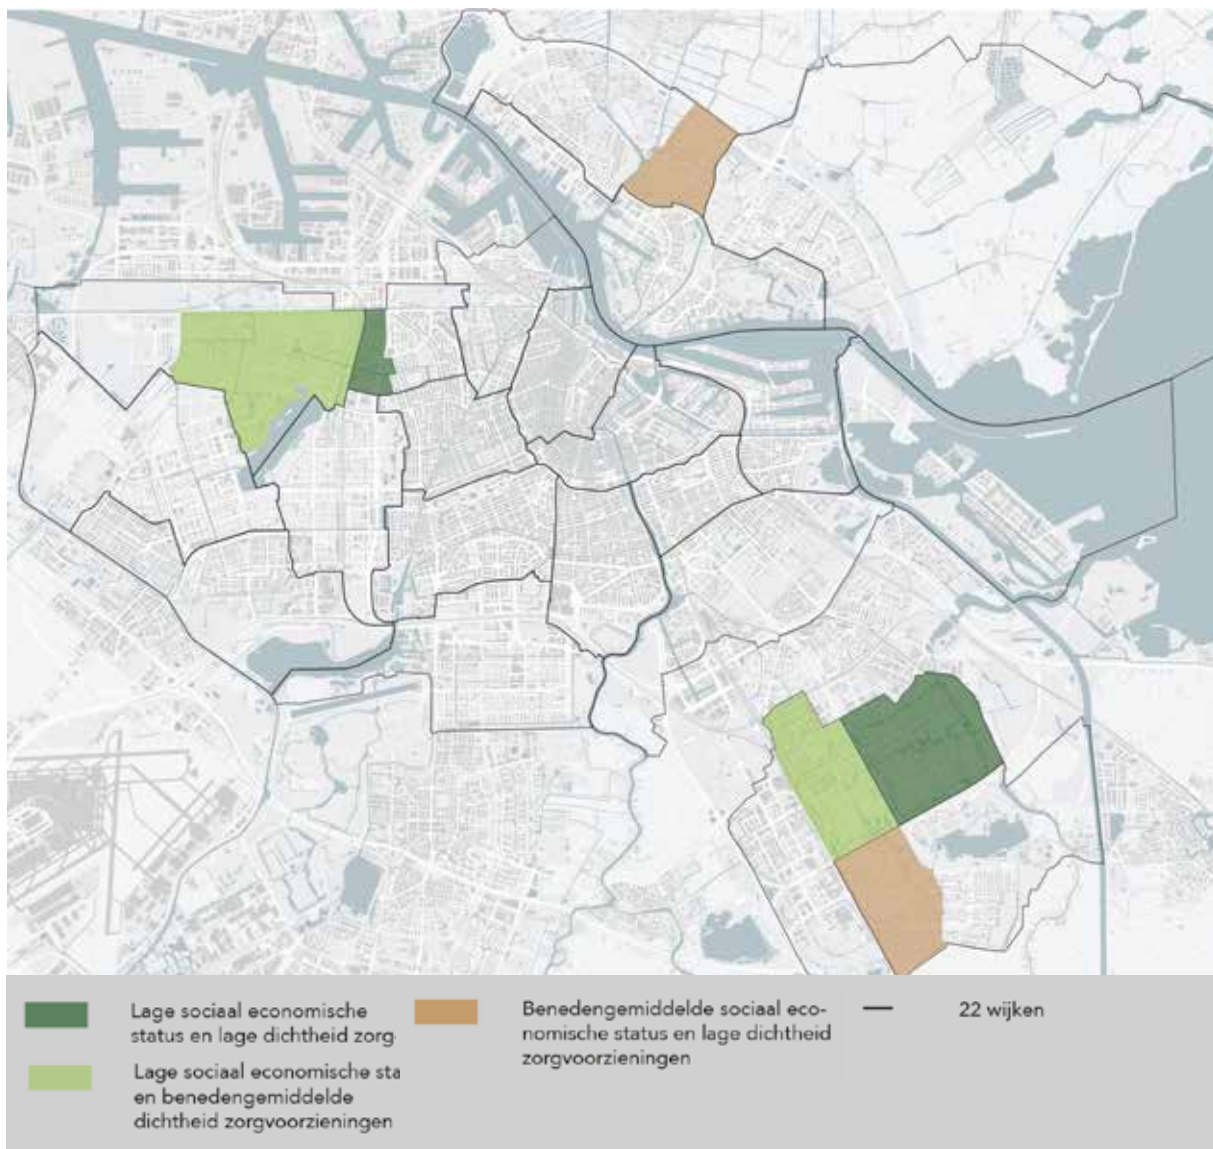 Lage sociaal economische
status en lage dichtheid zorg-
Lage sociaal economische sta
en benedengemiddelde
dichtheid zorgvoorzieningen
Benedengemiddelde sociaal eco-
nomische status en lage dichtheid
zorgvoorzieningen
22 wijken